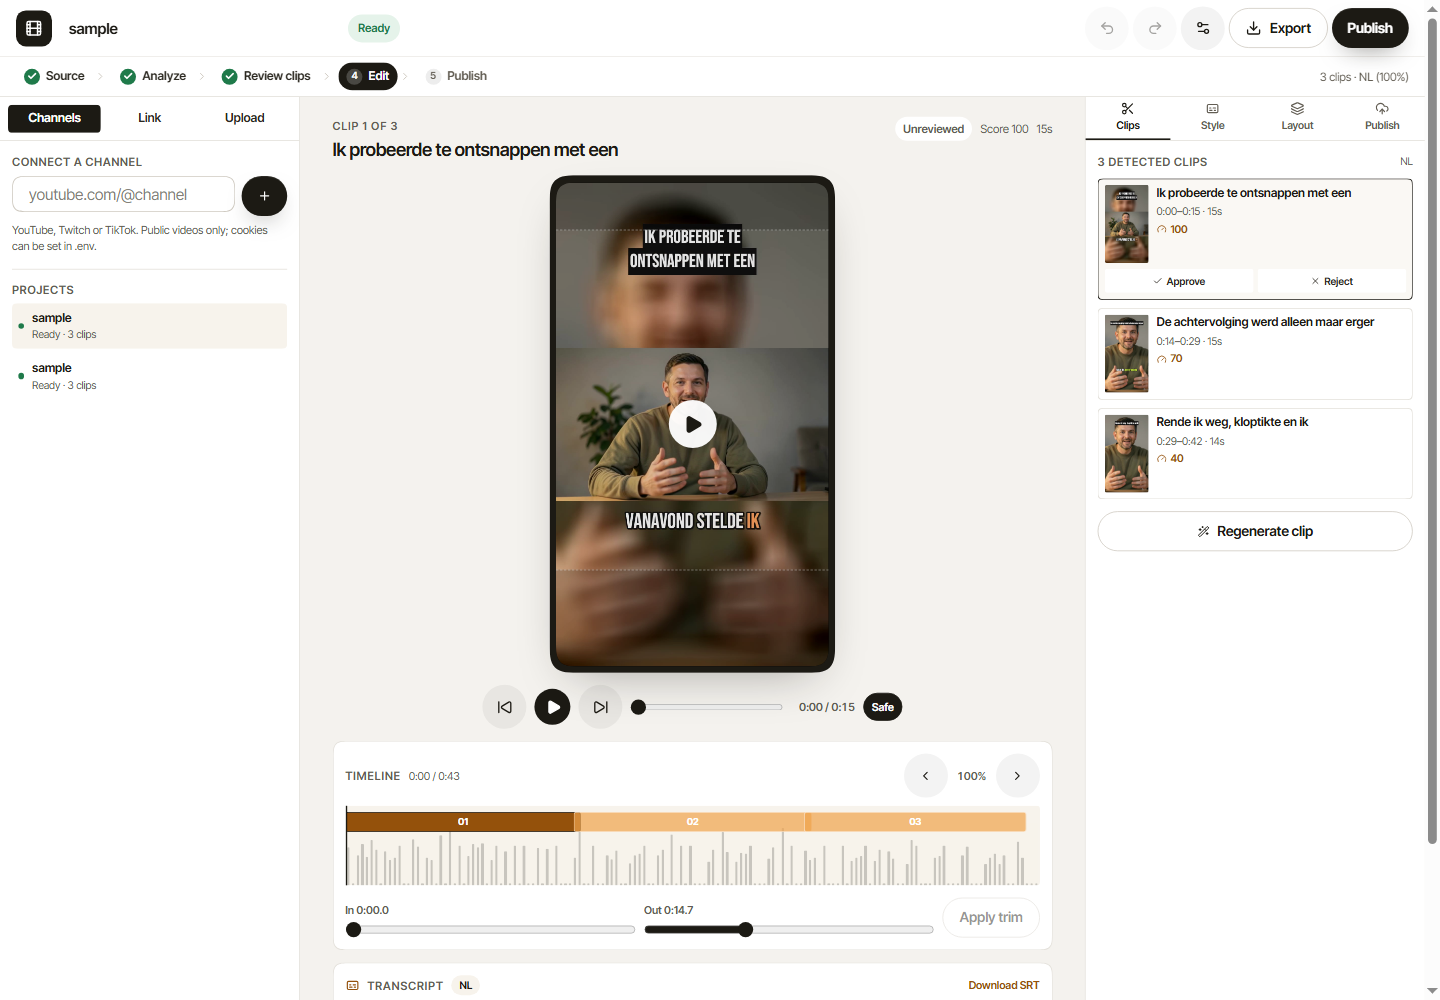 sample
Ready
Export
Publish
Source
Analyze
Review clips
4 Edit
5 Publish
3 clips · NL (100%)
Channels
Link
Upload
CONNECT A CHANNEL
youtube.com/@channel
+
YouTube, Twitch or TikTok. Public videos only; cookies
can be set in .env.
PROJECTS
sample
Ready · 3 clips
sample
Ready · 3 clips
CLIP 1 OF 3
Ik probeerde te ontsnappen met een
Unreviewed
Score 100
15s
IK PROBEERDE TE
ONTSNAPPEN MET EEN
VANAVOND STELDE IK
0:00 / 0:15
Safe
TIMELINE
0:00 / 0:43
100%
01
02
03
In 0:00.0
Out 0:14.7
Apply trim
TRANSCRIPT
NL
Download SRT
Clips
Style
Layout
Publish
3 DETECTED CLIPS
NL
Ik probeerde te ontsnappen met een
0:00–0:15 · 15s
100
Approve
Reject
De achtervolging werd alleen maar erger
0:14–0:29 · 15s
70
Rende ik weg, kloptikte en ik
0:29–0:42 · 14s
40
Regenerate clip